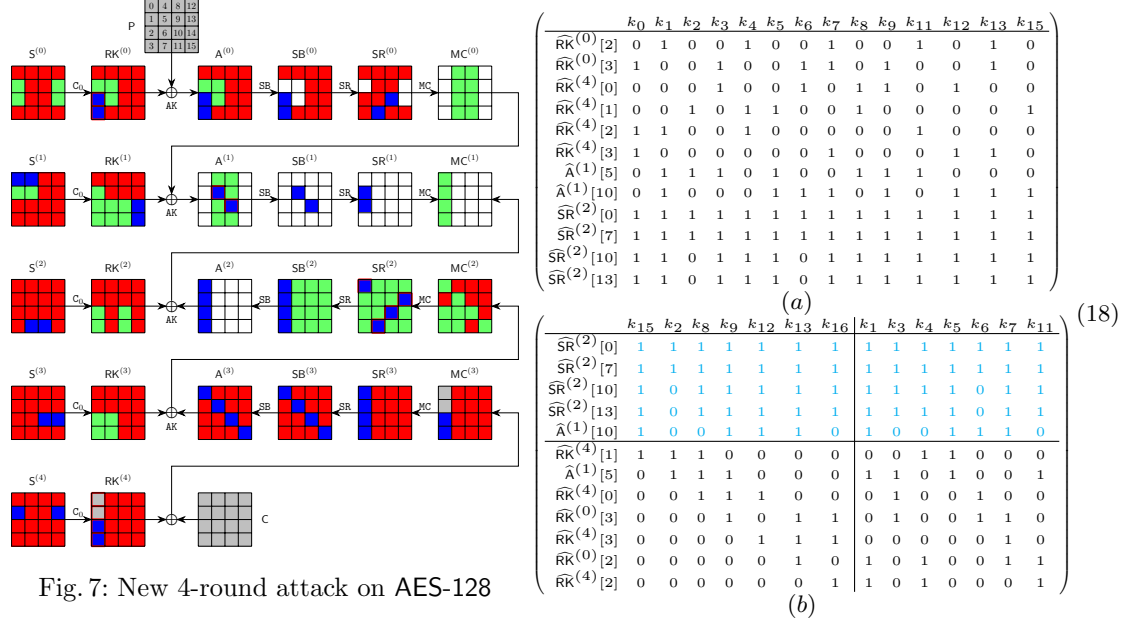 P
0 4 8 12
1 5 9 13
2 6 10 14
3 7 11 15
S⁽⁰⁾ RK⁽⁰⁾ A⁽⁰⁾ SB⁽⁰⁾ SR⁽⁰⁾ MC⁽⁰⁾
C₀ AK SB SR MC
S⁽¹⁾ RK⁽¹⁾ A⁽¹⁾ SB⁽¹⁾ SR⁽¹⁾ MC⁽¹⁾
C₀ AK SB SR MC
S⁽²⁾ RK⁽²⁾ A⁽²⁾ SB⁽²⁾ SR⁽²⁾ MC⁽²⁾
C₀ AK SB SR MC
S⁽³⁾ RK⁽³⁾ A⁽³⁾ SB⁽³⁾ SR⁽³⁾ MC⁽³⁾
C₀ AK SB SR MC
S⁽⁴⁾ RK⁽⁴⁾
C₀ C
Fig. 7: New 4-round attack on AES-128
k₀ k₁ k₂ k₃ k₄ k₅ k₆ k₇ k₈ k₉ k₁₁ k₁₂ k₁₃ k₁₅
R͡K⁽⁰⁾[2] 0 1 0 0 1 0 0 1 0 0 1 0 1 0
R͡K⁽⁰⁾[3] 1 0 0 1 0 0 1 1 0 1 0 0 1 0
R͡K⁽⁴⁾[0] 0 0 0 1 0 0 1 0 1 1 0 1 0 0
R͡K⁽⁴⁾[1] 0 0 1 0 1 1 0 0 1 0 0 0 0 1
R͡K⁽⁴⁾[2] 1 1 0 0 1 0 0 0 0 0 1 0 0 0
R͡K⁽⁴⁾[3] 1 0 0 0 0 0 0 1 0 0 0 1 1 0
Â⁽¹⁾[5] 0 1 1 1 0 1 0 0 1 1 1 0 0 0
Â⁽¹⁾[10] 0 1 0 0 0 1 1 1 0 1 0 1 1 1
S͡R⁽²⁾[0] 1 1 1 1 1 1 1 1 1 1 1 1 1 1
S͡R⁽²⁾[7] 1 1 1 1 1 1 1 1 1 1 1 1 1 1
S͡R⁽²⁾[10] 1 1 0 1 1 1 0 1 1 1 1 1 1 1
S͡R⁽²⁾[13] 1 1 0 1 1 1 1 1 1 1 1 1 1 1
(a)
(18)
k₁₅ k₂ k₈ k₉ k₁₂ k₁₃ k₁₆ k₁ k₃ k₄ k₅ k₆ k₇ k₁₁
S͡R⁽²⁾[0] 1 1 1 1 1 1 1 1 1 1 1 1 1 1
S͡R⁽²⁾[7] 1 1 1 1 1 1 1 1 1 1 1 1 1 1
S͡R⁽²⁾[10] 1 0 1 1 1 1 1 1 1 1 1 0 1 1
S͡R⁽²⁾[13] 1 0 1 1 1 1 1 1 1 1 1 1 1 1
Â⁽¹⁾[10] 1 0 0 1 1 1 0 1 0 0 1 1 1 0
R͡K⁽⁴⁾[1] 1 1 1 0 0 0 0 0 0 1 1 0 0 0
Â⁽¹⁾[5] 0 1 1 1 0 0 0 1 1 0 1 0 0 1
R͡K⁽⁴⁾[0] 0 0 1 1 1 0 0 0 1 0 0 1 0 0
R͡K⁽⁰⁾[3] 0 0 0 1 0 1 1 0 1 0 0 1 1 0
R͡K⁽⁴⁾[3] 0 0 0 0 1 1 1 0 0 0 0 0 1 0
R͡K⁽⁰⁾[2] 0 0 0 0 0 1 0 1 0 1 0 0 1 1
R͡K⁽⁴⁾[2] 0 0 0 0 0 0 1 1 0 1 0 0 0 1
(b)